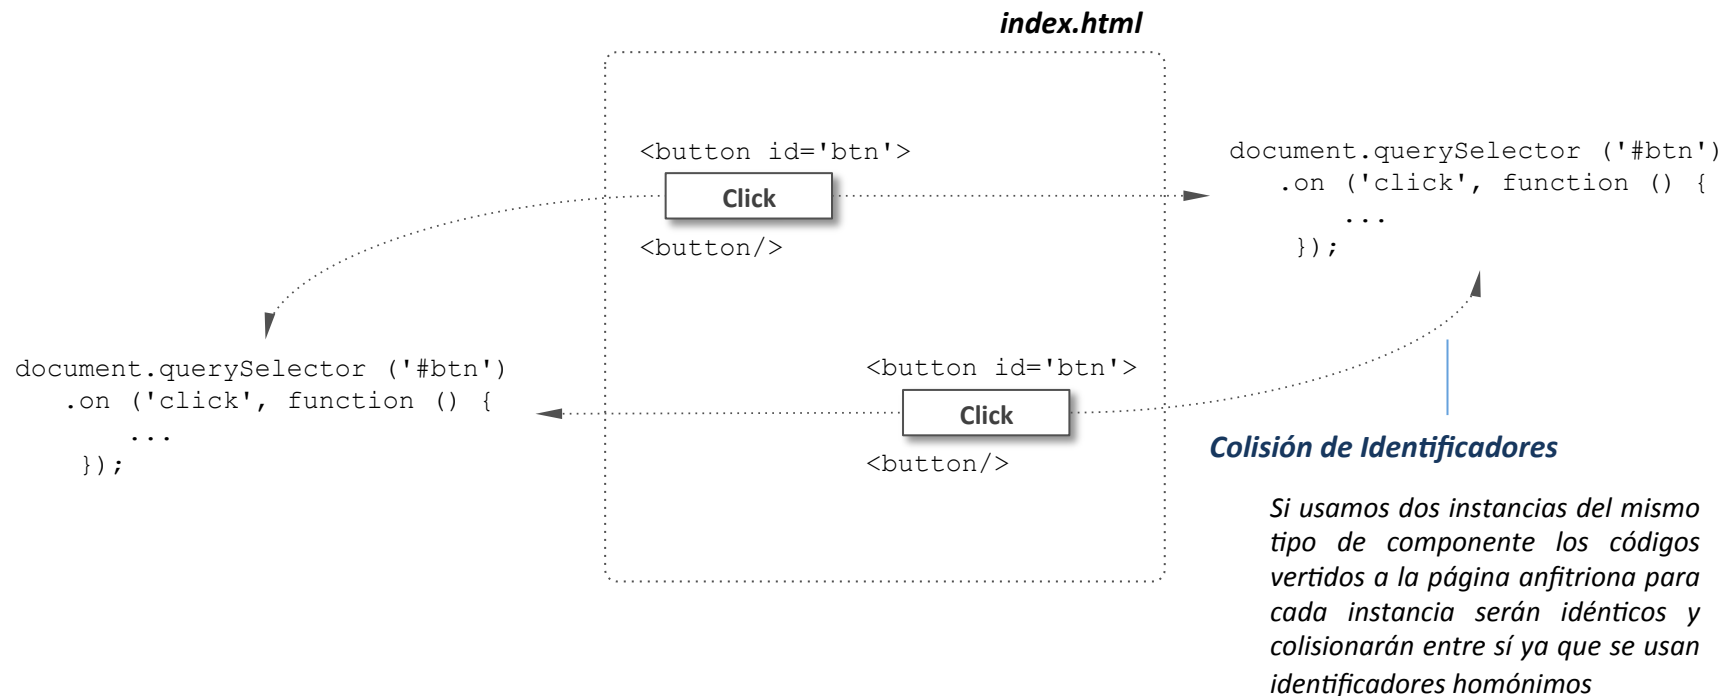 index.html
<button id='btn'>
Click
<button/>
document.querySelector ('#btn')
.on ('click', function () {
...
});
document.querySelector ('#btn')
.on ('click', function () {
...
});
<button id='btn'>
Click
<button/>
Colisión de Identificadores
Si usamos dos instancias del mismo
tipo de componente los códigos
vertidos a la página anfitriona para
cada instancia serán idénticos y
colisionarán entre sí ya que se usan
identificadores homónimos